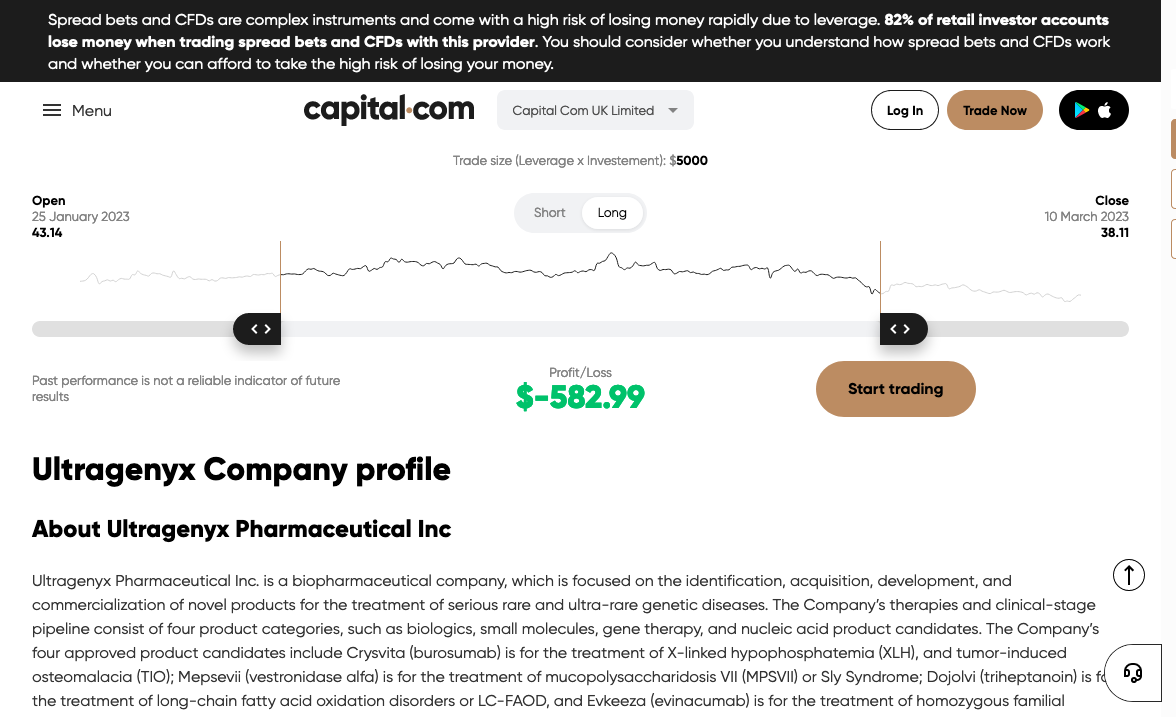 Spread bets and CFDs are complex instruments and come with a high risk of losing money rapidly due to leverage. 82% of retail investor accounts
lose money when trading spread bets and CFDs with this provider. You should consider whether you understand how spread bets and CFDs work
and whether you can afford to take the high risk of losing your money.
Menu
capital.com
Capital Com UK Limited
Log In
Trade Now
Trade size (Leverage x Investement): $5000
Open
25 January 2023
43.14
Short
Long
Close
10 March 2023
38.11
Past performance is not a reliable indicator of future
results
Profit/Loss
$-582.99
Start trading
Ultragenyx Company profile
About Ultragenyx Pharmaceutical Inc
Ultragenyx Pharmaceutical Inc. is a biopharmaceutical company, which is focused on the identification, acquisition, development, and
commercialization of novel products for the treatment of serious rare and ultra-rare genetic diseases. The Company's therapies and clinical-stage
pipeline consist of four product categories, such as biologics, small molecules, gene therapy, and nucleic acid product candidates. The Company's
four approved product candidates include Crysvita (burosumab) is for the treatment of X-linked hypophosphatemia (XLH), and tumor-induced
osteomalacia (TIO); Mepsevii (vestronidase alfa) is for the treatment of mucopolysaccharidosis VII (MPSVII) or Sly Syndrome; Dojolvi (triheptanoin) is
the treatment of long-chain fatty acid oxidation disorders or LC-FAOD, and Evkeeza (evinacumab) is for the treatment of homozygous familial